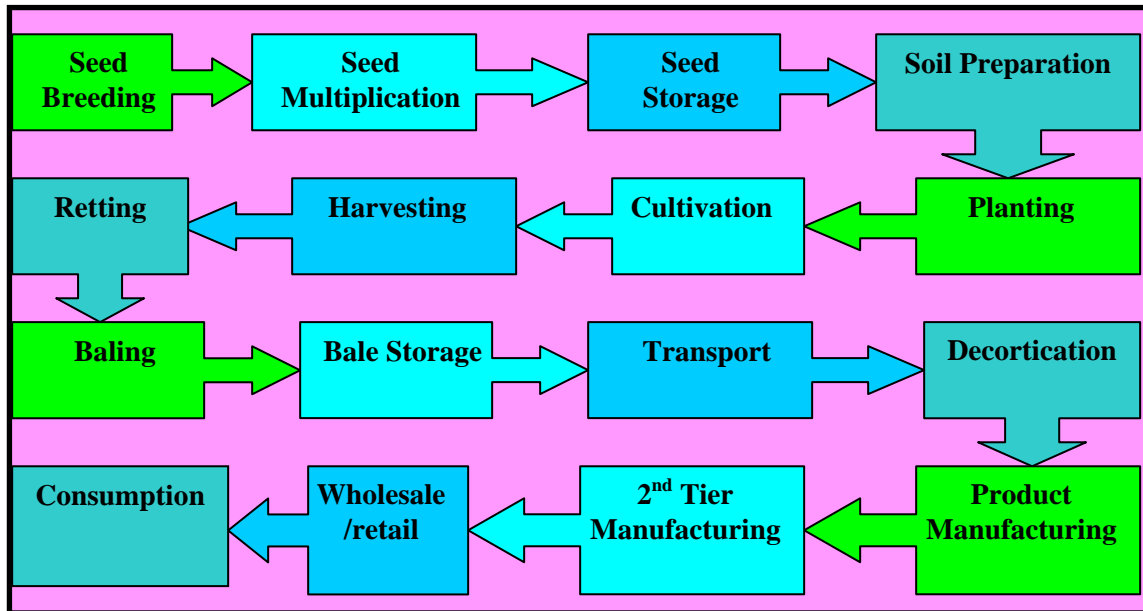 Seed
Breeding
Seed
Multiplication
Seed
Storage
Soil Preparation
Retting
Harvesting
Cultivation
Planting
Baling
Bale Storage
Transport
Decortication
Consumption
Wholesale
/retail
2nd Tier
Manufacturing
Product
Manufacturing